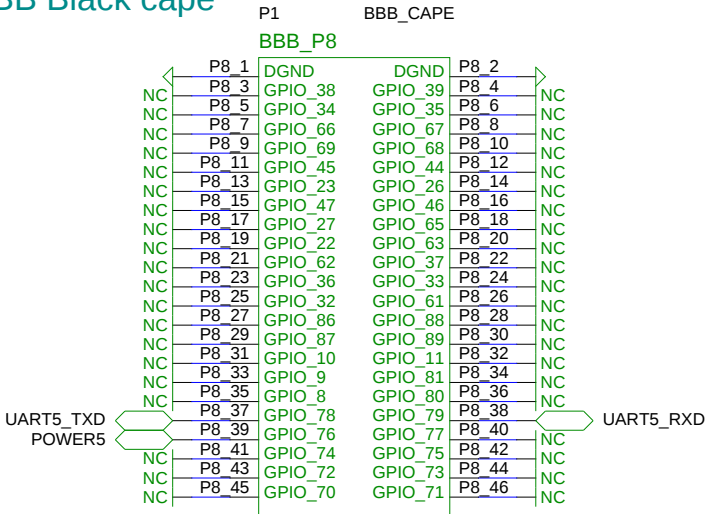 BB Black cape
P1 BBB_CAPE
BBB_P8
P8_1 DGND DGND P8_2
NC P8_3 GPIO_38 GPIO_39 P8_4 NC
NC P8_5 GPIO_34 GPIO_35 P8_6 NC
NC P8_7 GPIO_66 GPIO_67 P8_8 NC
NC P8_9 GPIO_69 GPIO_68 P8_10 NC
NC P8_11 GPIO_45 GPIO_44 P8_12 NC
NC P8_13 GPIO_23 GPIO_26 P8_14 NC
NC P8_15 GPIO_47 GPIO_46 P8_16 NC
NC P8_17 GPIO_27 GPIO_65 P8_18 NC
NC P8_19 GPIO_22 GPIO_63 P8_20 NC
NC P8_21 GPIO_62 GPIO_37 P8_22 NC
NC P8_23 GPIO_36 GPIO_33 P8_24 NC
NC P8_25 GPIO_32 GPIO_61 P8_26 NC
NC P8_27 GPIO_86 GPIO_88 P8_28 NC
NC P8_29 GPIO_87 GPIO_89 P8_30 NC
NC P8_31 GPIO_10 GPIO_11 P8_32 NC
NC P8_33 GPIO_9 GPIO_81 P8_34 NC
NC P8_35 GPIO_8 GPIO_80 P8_36 NC
UART5_TXD P8_37 GPIO_78 GPIO_79 P8_38 UART5_RXD
POWER5 P8_39 GPIO_76 GPIO_77 P8_40 NC
NC P8_41 GPIO_74 GPIO_75 P8_42 NC
NC P8_43 GPIO_72 GPIO_73 P8_44 NC
NC P8_45 GPIO_70 GPIO_71 P8_46 NC